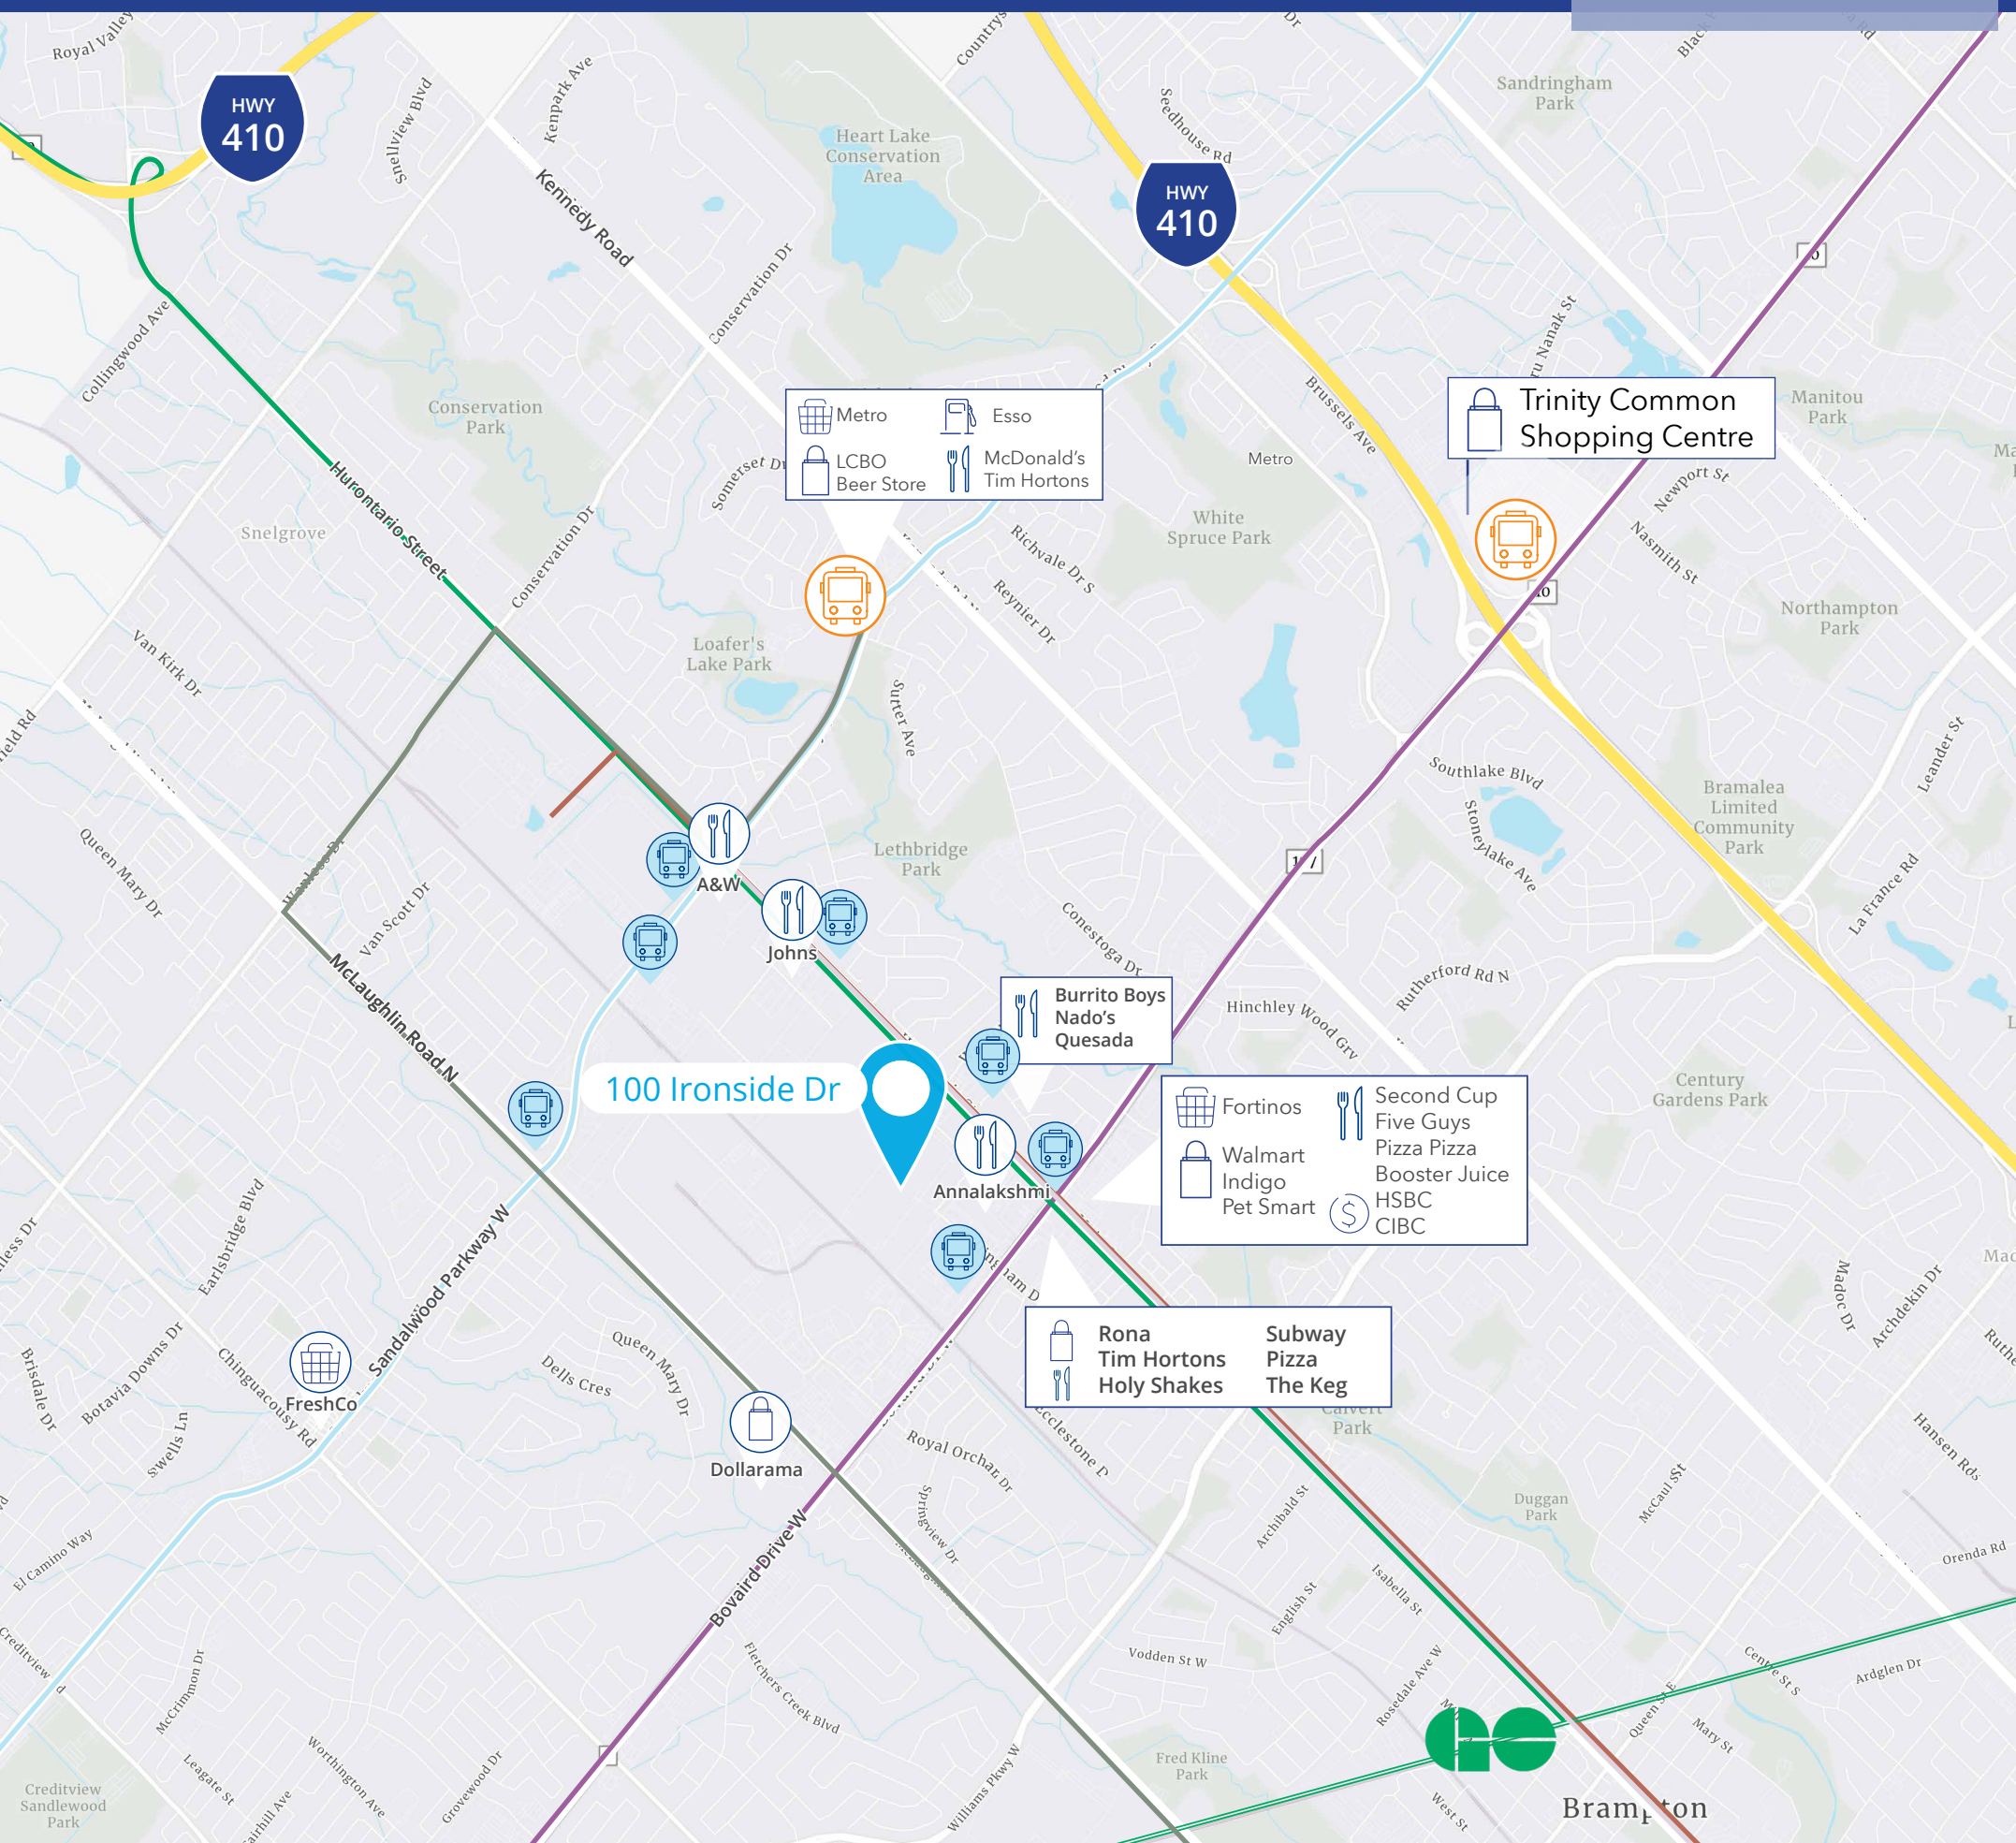 Royal Valley
HWY
410
Snellview Blvd
Kenpark Ave
Kennedy Road
Heart Lake
Conservation
Area
Seedhouse Rd
Dr
HWY
410
Sandringham
Park
Collingwood Ave
Conservation Dr
Conservation
Park
Hurontario Street
Snelgrove
Conservation Dr
Somerset Dr
Metro
Esso
LCBO
Beer Store
McDonald's
Tim Hortons
Brussels Ave
Metro
Trinity Common
Shopping Centre
Manitou
Park
Newport St
Nasmith St
White
Spruce Park
Richvale Dr S
Reynier Dr
Northampton
Park
Van Kirk Dr
Loafer's
Lake Park
Sutter Ave
Southlake Blvd
Stoneylake Ave
Leander St
Bramalea
Limited
Community
Park
La France Rd
Queen Mary Dr
Wanless Dr
Van Scott Dr
A&W
Johns
Lethbridge
Park
Conestoga Dr
Rutherford Rd N
Hinchley Wood Grv
McLaughlin Road N
Burrito Boys
Nado's
Quesada
100 Ironside Dr
Annalakshmi
Fortinos
Walmart
Indigo
Pet Smart
Second Cup
Five Guys
Pizza Pizza
Booster Juice
HSBC
CIBC
Century
Gardens Park
Earlsbridge Blvd
Sandalwood Parkway W
Botavia Downs Dr
Brisdale Dr
Chinguacousy Rd
FreshCo
Dells Cres
Queen Mary Dr
Dollarama
Rona
Tim Hortons
Holy Shakes
Subway
Pizza
The Keg
Calvert
Park
Madoc Dr
Archdekin Dr
Hansen Rds
Royal Orchard Dr
Springview Dr
Archibald St
Duggan
Park
McCaul St
Orenda Rd
El Camino Way
Bovaird Drive W
Isabella St
English St
Vodden St W
Rosedale Ave W
Centre St S
Ardglen Dr
Queen St E
Mary St
Creditview
McCrimmon Dr
Fletchers Creek Blvd
Worthington Ave
Leagate St
Grovewood Dr
Williams Pkwy W
Fred Kline
Park
GO
West St
Brampton
Creditview
Sandlewood
Park